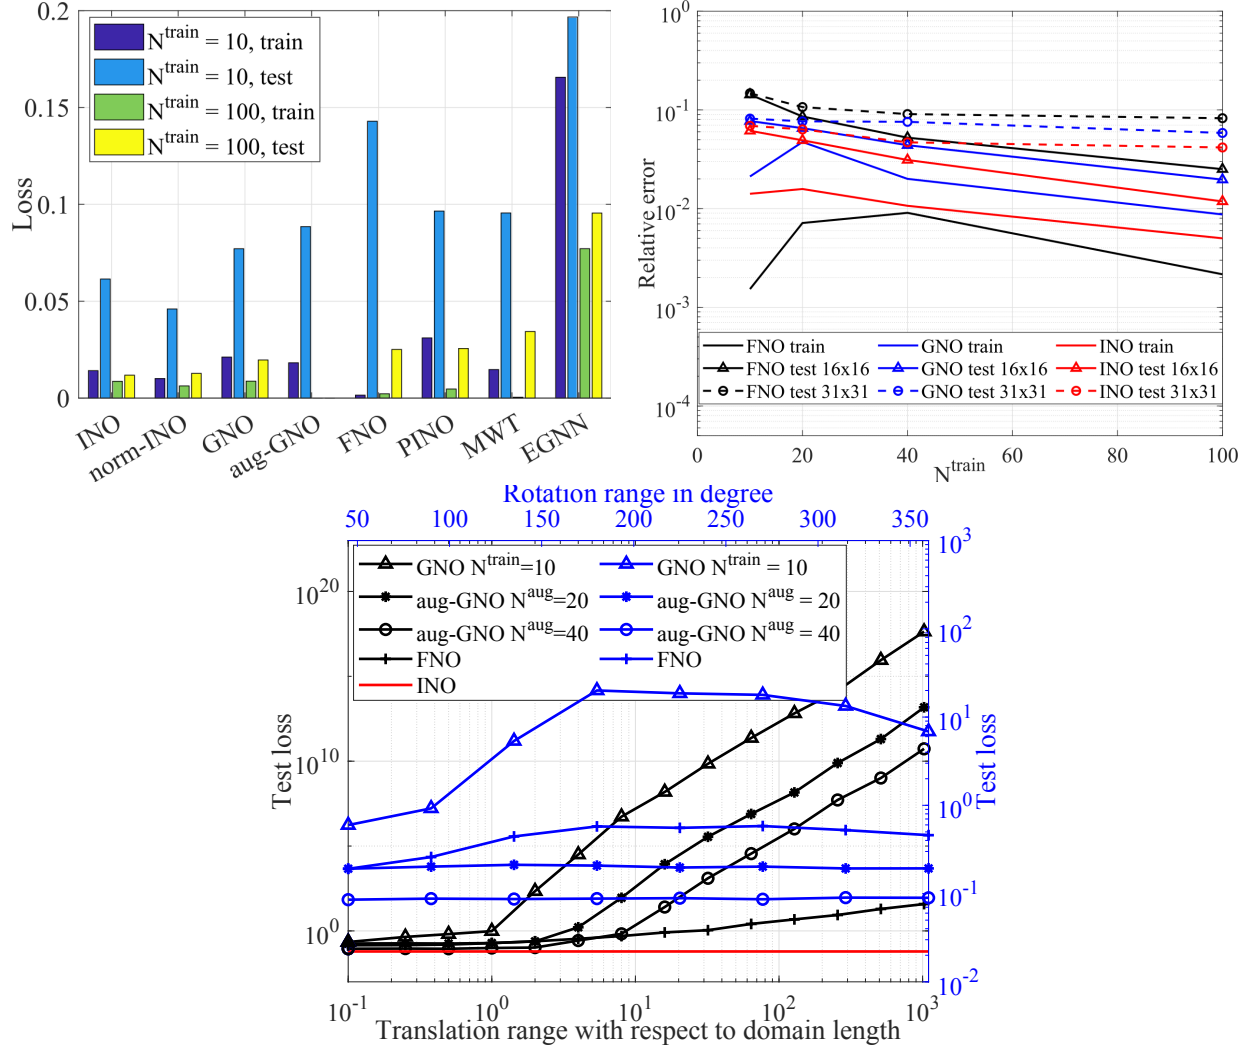 0.2
0.15
0.1
0.05
0
Loss
N^train = 10, train
N^train = 10, test
N^train = 100, train
N^train = 100, test
INO
norm-INO
GNO
aug-GNO
FNO
PINO
MWT
EGNN
10^0
10^-1
10^-2
10^-3
10^-4
Relative error
FNO train
GNO train
INO train
FNO test 16x16
GNO test 16x16
INO test 16x16
FNO test 31x31
GNO test 31x31
INO test 31x31
0 20 40 60 80 100
N^train
Rotation range in degree
50 100 150 200 250 300 350
GNO N^train=10
GNO N^train = 10
aug-GNO N^aug=20
aug-GNO N^aug = 20
aug-GNO N^aug=40
aug-GNO N^aug = 40
FNO
FNO
INO
10^20
10^10
10^0
Test loss
10^3
10^2
10^1
10^0
10^-1
10^-2
Test loss
10^-1 10^0 10^1 10^2 10^3
Translation range with respect to domain length